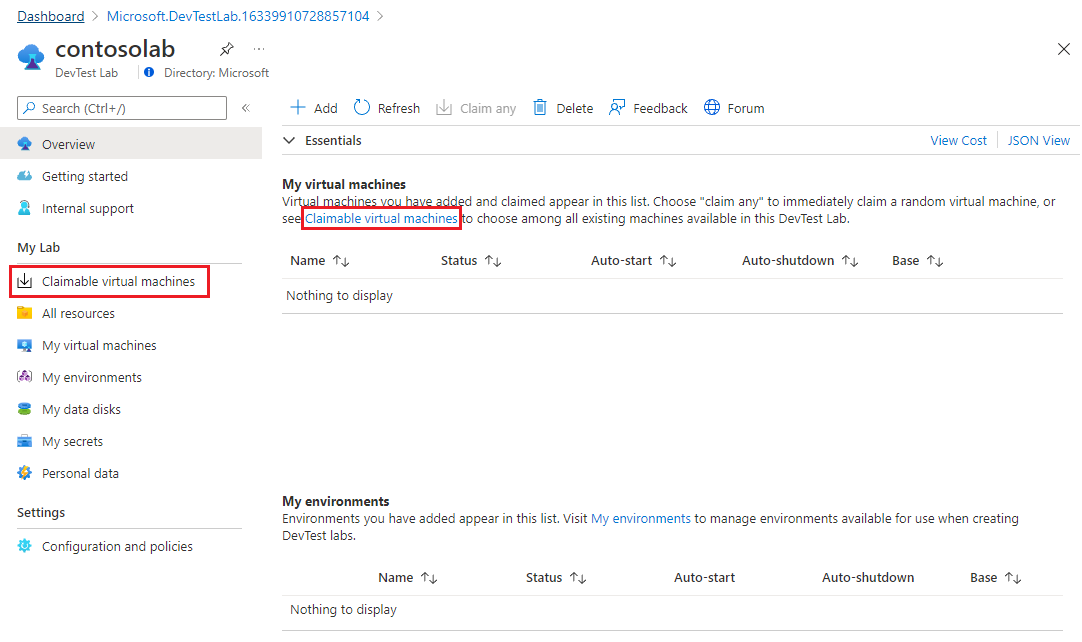 Dashboard > Microsoft.DevTestLab.16339910728857104 >
contosolab ...
DevTest Lab Directory: Microsoft
Search (Ctrl+/) «
Add Refresh Claim any Delete Feedback Forum
Overview
Getting started
Internal support
My Lab
Claimable virtual machines
All resources
My virtual machines
My environments
My data disks
My secrets
Personal data
Settings
Configuration and policies
Essentials View Cost JSON View
My virtual machines
Virtual machines you have added and claimed appear in this list. Choose "claim any" to immediately claim a random virtual machine, or
see Claimable virtual machines to choose among all existing machines available in this DevTest Lab.
Name ↑↓ Status ↑↓ Auto-start ↑↓ Auto-shutdown ↑↓ Base ↑↓
Nothing to display
My environments
Environments you have added appear in this list. Visit My environments to manage environments available for use when creating
DevTest labs.
Name ↑↓ Status ↑↓ Auto-start Auto-shutdown Base ↑↓
Nothing to display